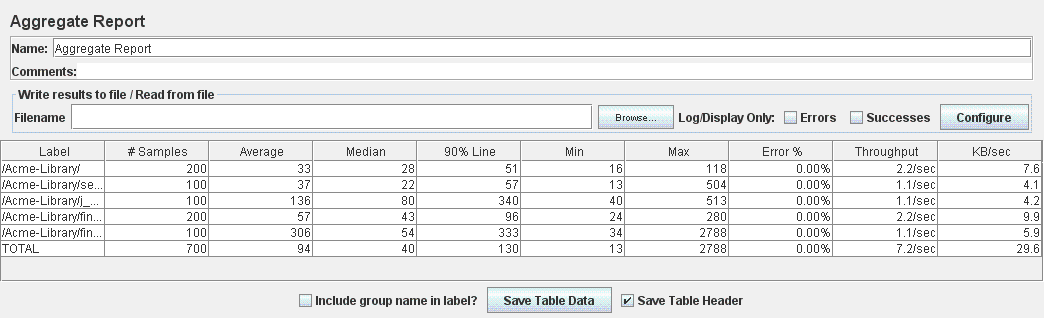 Aggregate Report
Name: Aggregate Report
Comments:
Write results to file / Read from file
Filename Browse... Log/Display Only: Errors Successes Configure
Label # Samples Average Median 90% Line Min Max Error % Throughput KB/sec
/Acme-Library/ 200 33 28 51 16 118 0.00% 2.2/sec 7.6
/Acme-Library/se... 100 37 22 57 13 504 0.00% 1.1/sec 4.1
/Acme-Library/j_... 100 136 80 340 40 513 0.00% 1.1/sec 4.2
/Acme-Library/fin... 200 57 43 96 24 280 0.00% 2.2/sec 9.9
/Acme-Library/fin... 100 306 54 333 34 2788 0.00% 1.1/sec 5.9
TOTAL 700 94 40 130 13 2788 0.00% 7.2/sec 29.6
Include group name in label? Save Table Data Save Table Header